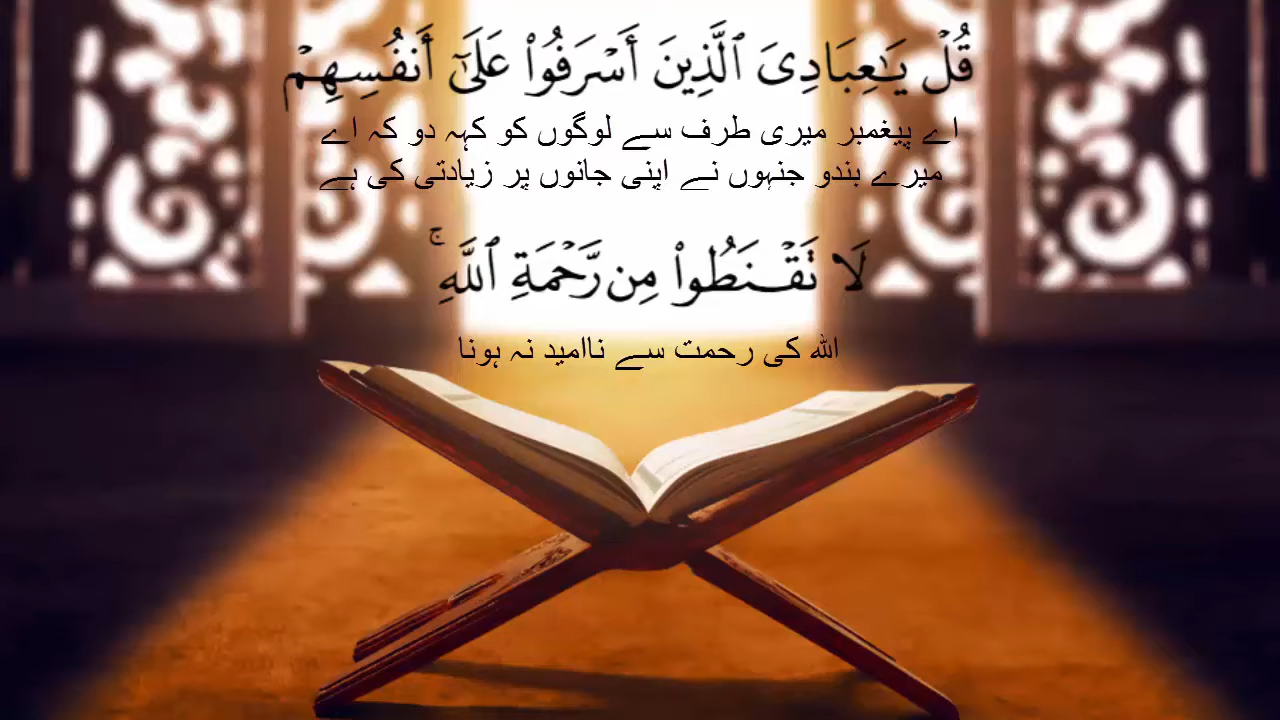 قُلْ يَـٰعِبَادِىَ ٱلَّذِينَ أَسْرَفُوا۟ عَلَىٰٓ أَنفُسِهِمْ
اے پیغمبر میری طرف سے لوگوں کو کہہ دو کہ اے
میرے بندو جنہوں نے اپنی جانوں پر زیادتی کی ہے
لَا تَقْنَطُوا۟ مِن رَّحْمَةِ ٱللَّهِ ۚ
الله کی رحمت سے ناامید نہ ہونا